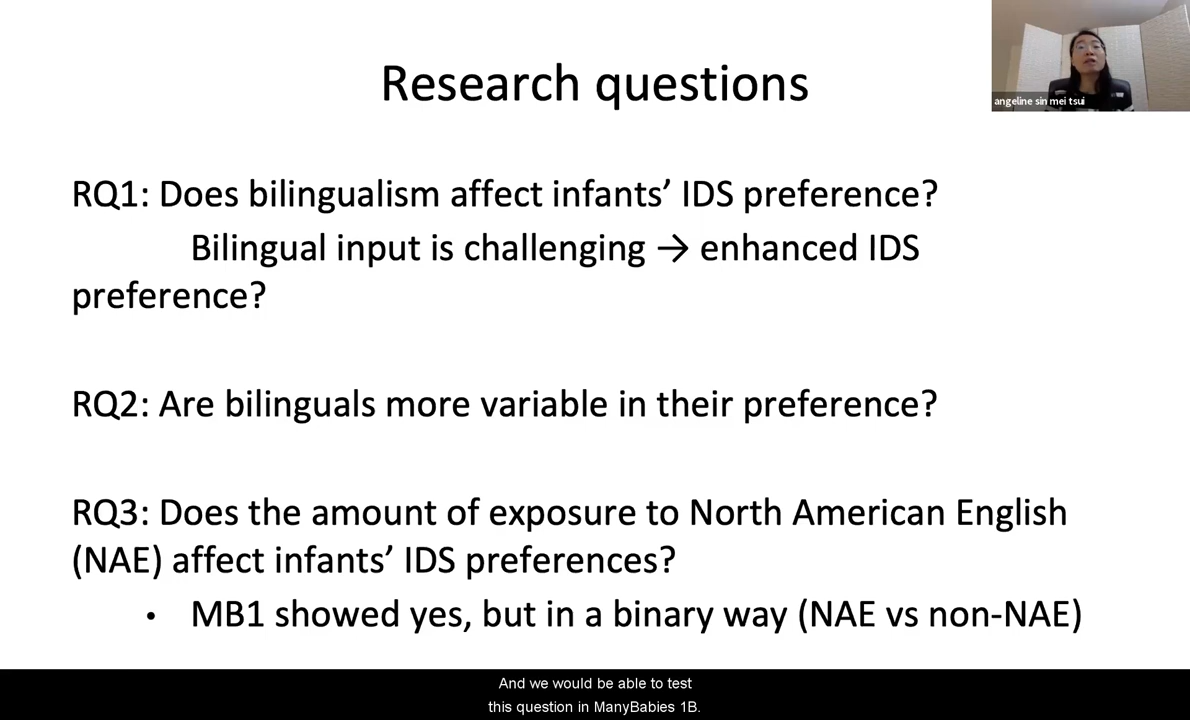 Research questions
angeline sin mei tsui
RQ1: Does bilingualism affect infants’ IDS preference?
Bilingual input is challenging → enhanced IDS
preference?
RQ2: Are bilinguals more variable in their preference?
RQ3: Does the amount of exposure to North American English
(NAE) affect infants’ IDS preferences?
• MB1 showed yes, but in a binary way (NAE vs non-NAE)
And we would be able to test
this question in ManyBabies 1B.